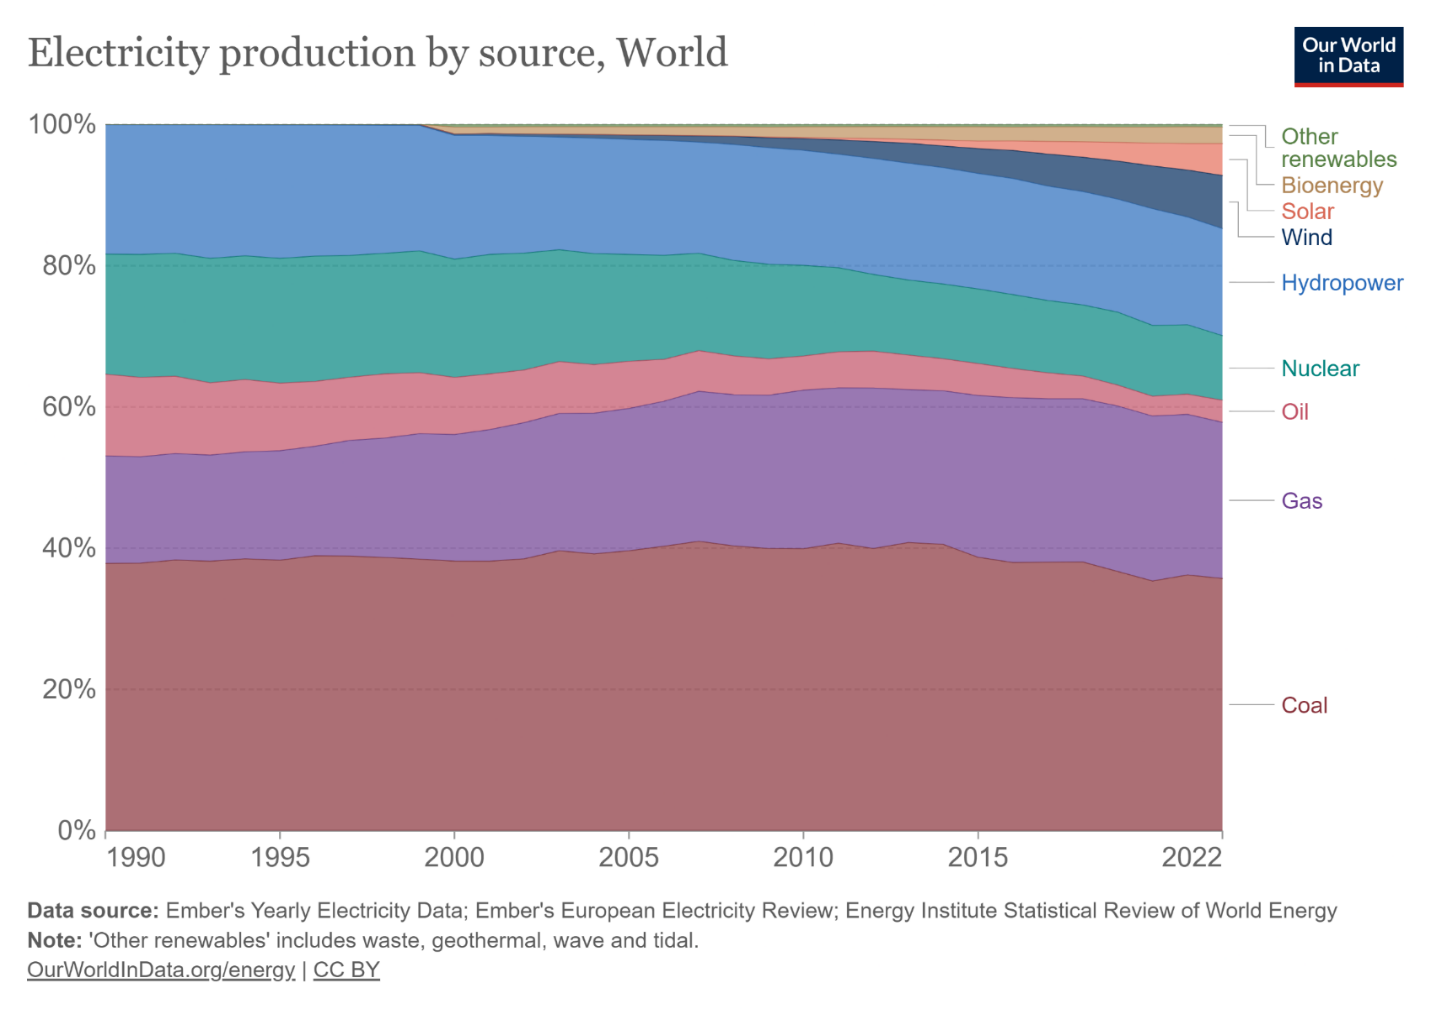 Electricity production by source, World
Our World
in Data
100%
80%
60%
40%
20%
0%
1990
1995
2000
2005
2010
2015
2022
Other
renewables
Bioenergy
Solar
Wind
Hydropower
Nuclear
Oil
Gas
Coal
Data source: Ember's Yearly Electricity Data; Ember's European Electricity Review; Energy Institute Statistical Review of World Energy
Note: 'Other renewables' includes waste, geothermal, wave and tidal.
OurWorldInData.org/energy | CC BY